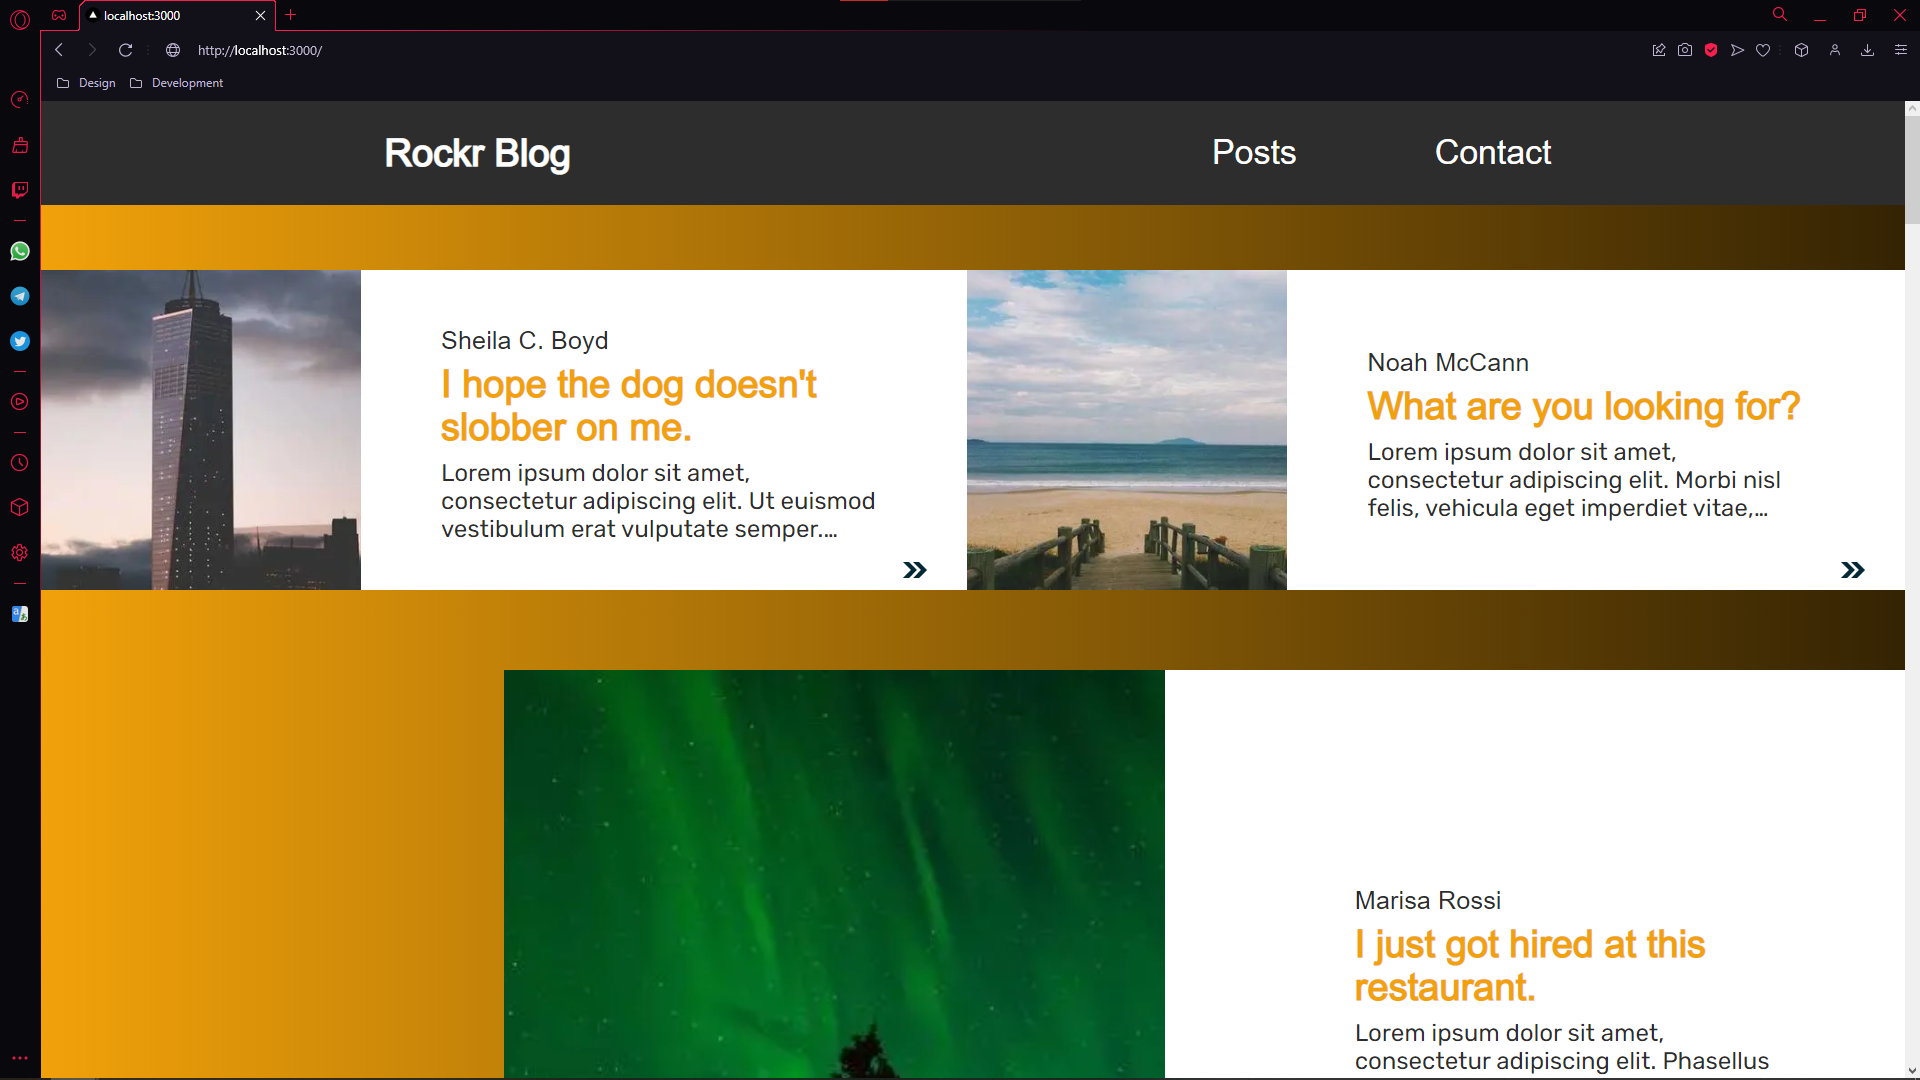 localhost:3000
http://localhost:3000/
Design
Development
Rockr Blog
Posts
Contact
Sheila C. Boyd
I hope the dog doesn't
slobber on me.
Lorem ipsum dolor sit amet,
consectetur adipiscing elit. Ut euismod
vestibulum erat vulputate semper....
Noah McCann
What are you looking for?
Lorem ipsum dolor sit amet,
consectetur adipiscing elit. Morbi nisl
felis, vehicula eget imperdiet vitae,...
Marisa Rossi
I just got hired at this
restaurant.
Lorem ipsum dolor sit amet,
consectetur adipiscing elit. Phasellus